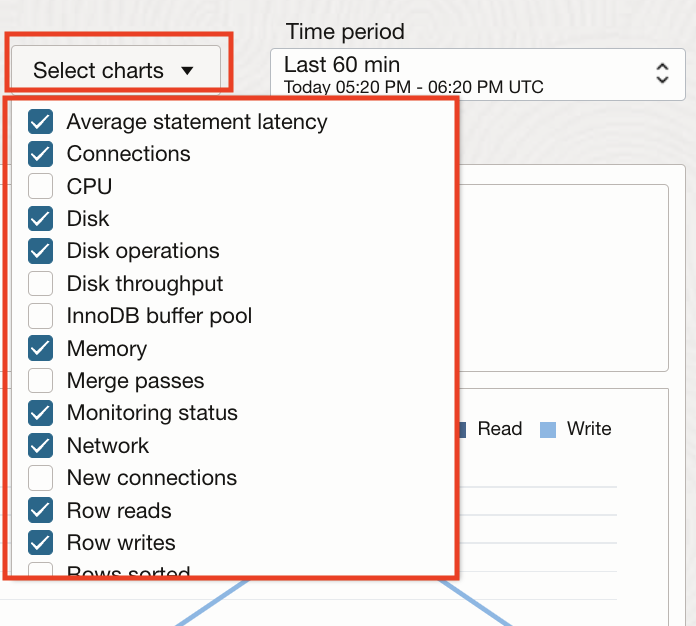 Time period
Select charts
Last 60 min
Today 05:20 PM - 06:20 PM UTC
Average statement latency
Connections
CPU
Disk
Disk operations
Disk throughput
InnoDB buffer pool
Memory
Merge passes
Monitoring status
Network
New connections
Row reads
Row writes
Rows sorted
Read
Write